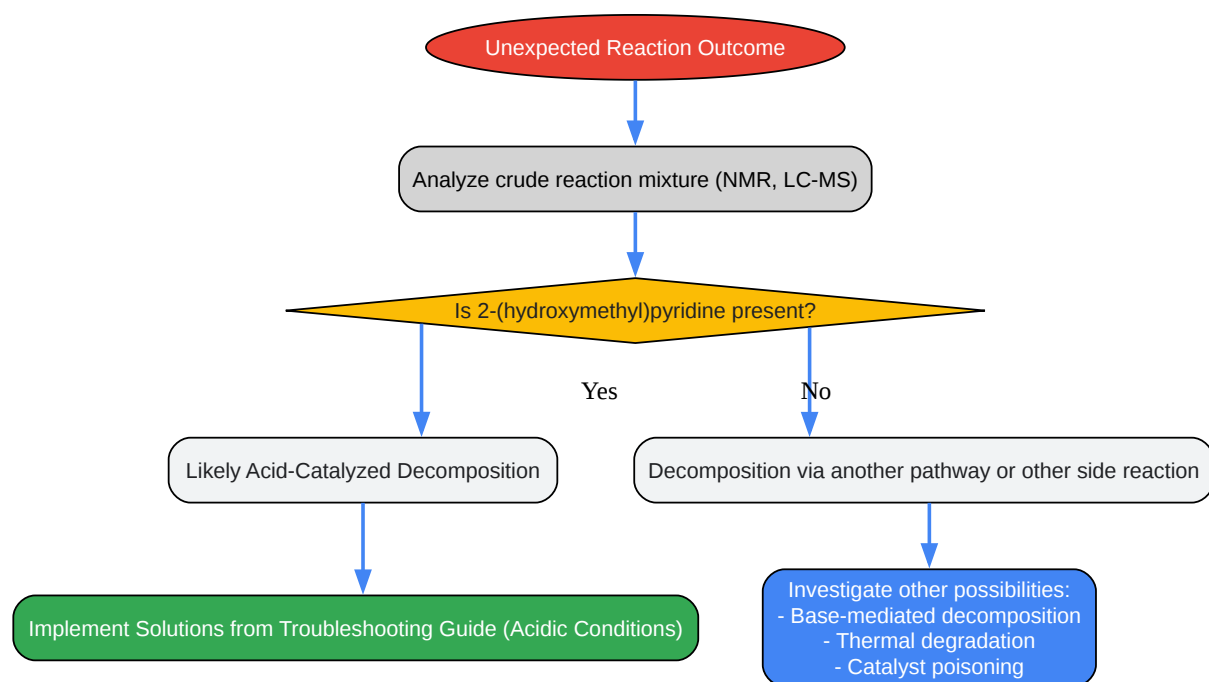 Unexpected Reaction Outcome
Analyze crude reaction mixture (NMR, LC-MS)
Is 2-(hydroxymethyl)pyridine present?
Yes
No
Likely Acid-Catalyzed Decomposition
Decomposition via another pathway or other side reaction
Implement Solutions from Troubleshooting Guide (Acidic Conditions)
Investigate other possibilities:
- Base-mediated decomposition
- Thermal degradation
- Catalyst poisoning